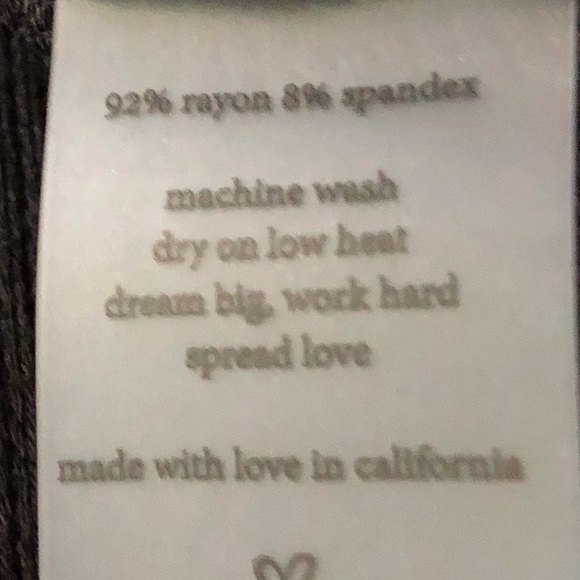 92% rayon 8% spandex
machine wash
dry on low heat
dream big, work hard
spread love
made with love in california